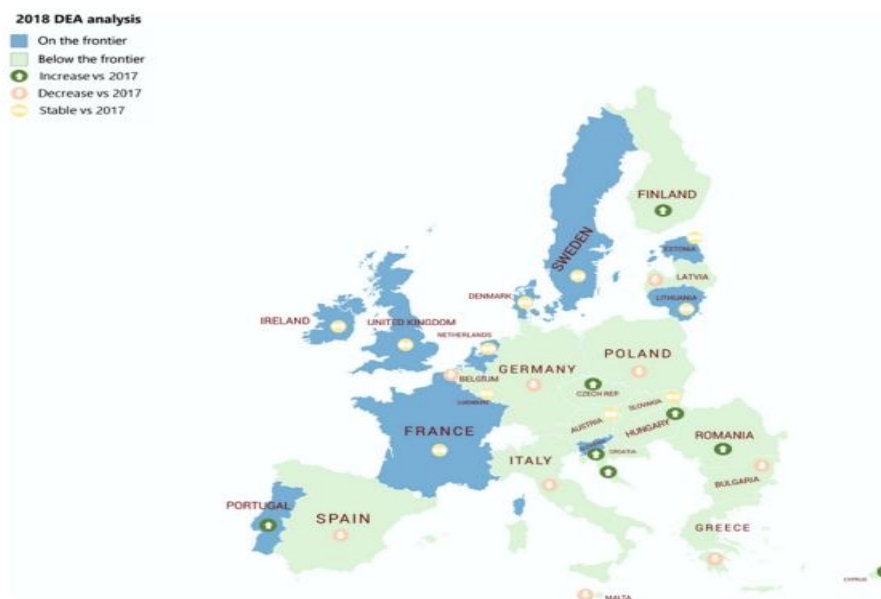 2018 DEA analysis
On the frontier
Below the frontier
Increase vs 2017
Decrease vs 2017
Stable vs 2017
FINLAND
SWEDEN
ESTONIA
LATVIA
LITHUANIA
DENMARK
IRELAND
UNITED KINGDOM
NETHERLANDS
POLAND
GERMANY
BELGIUM
CZECH REP.
SLOVAKIA
AUSTRIA
HUNGARY
FRANCE
ROMANIA
CROATIA
ITALY
BULGARIA
PORTUGAL
SPAIN
GREECE
CYPRUS
MALTA